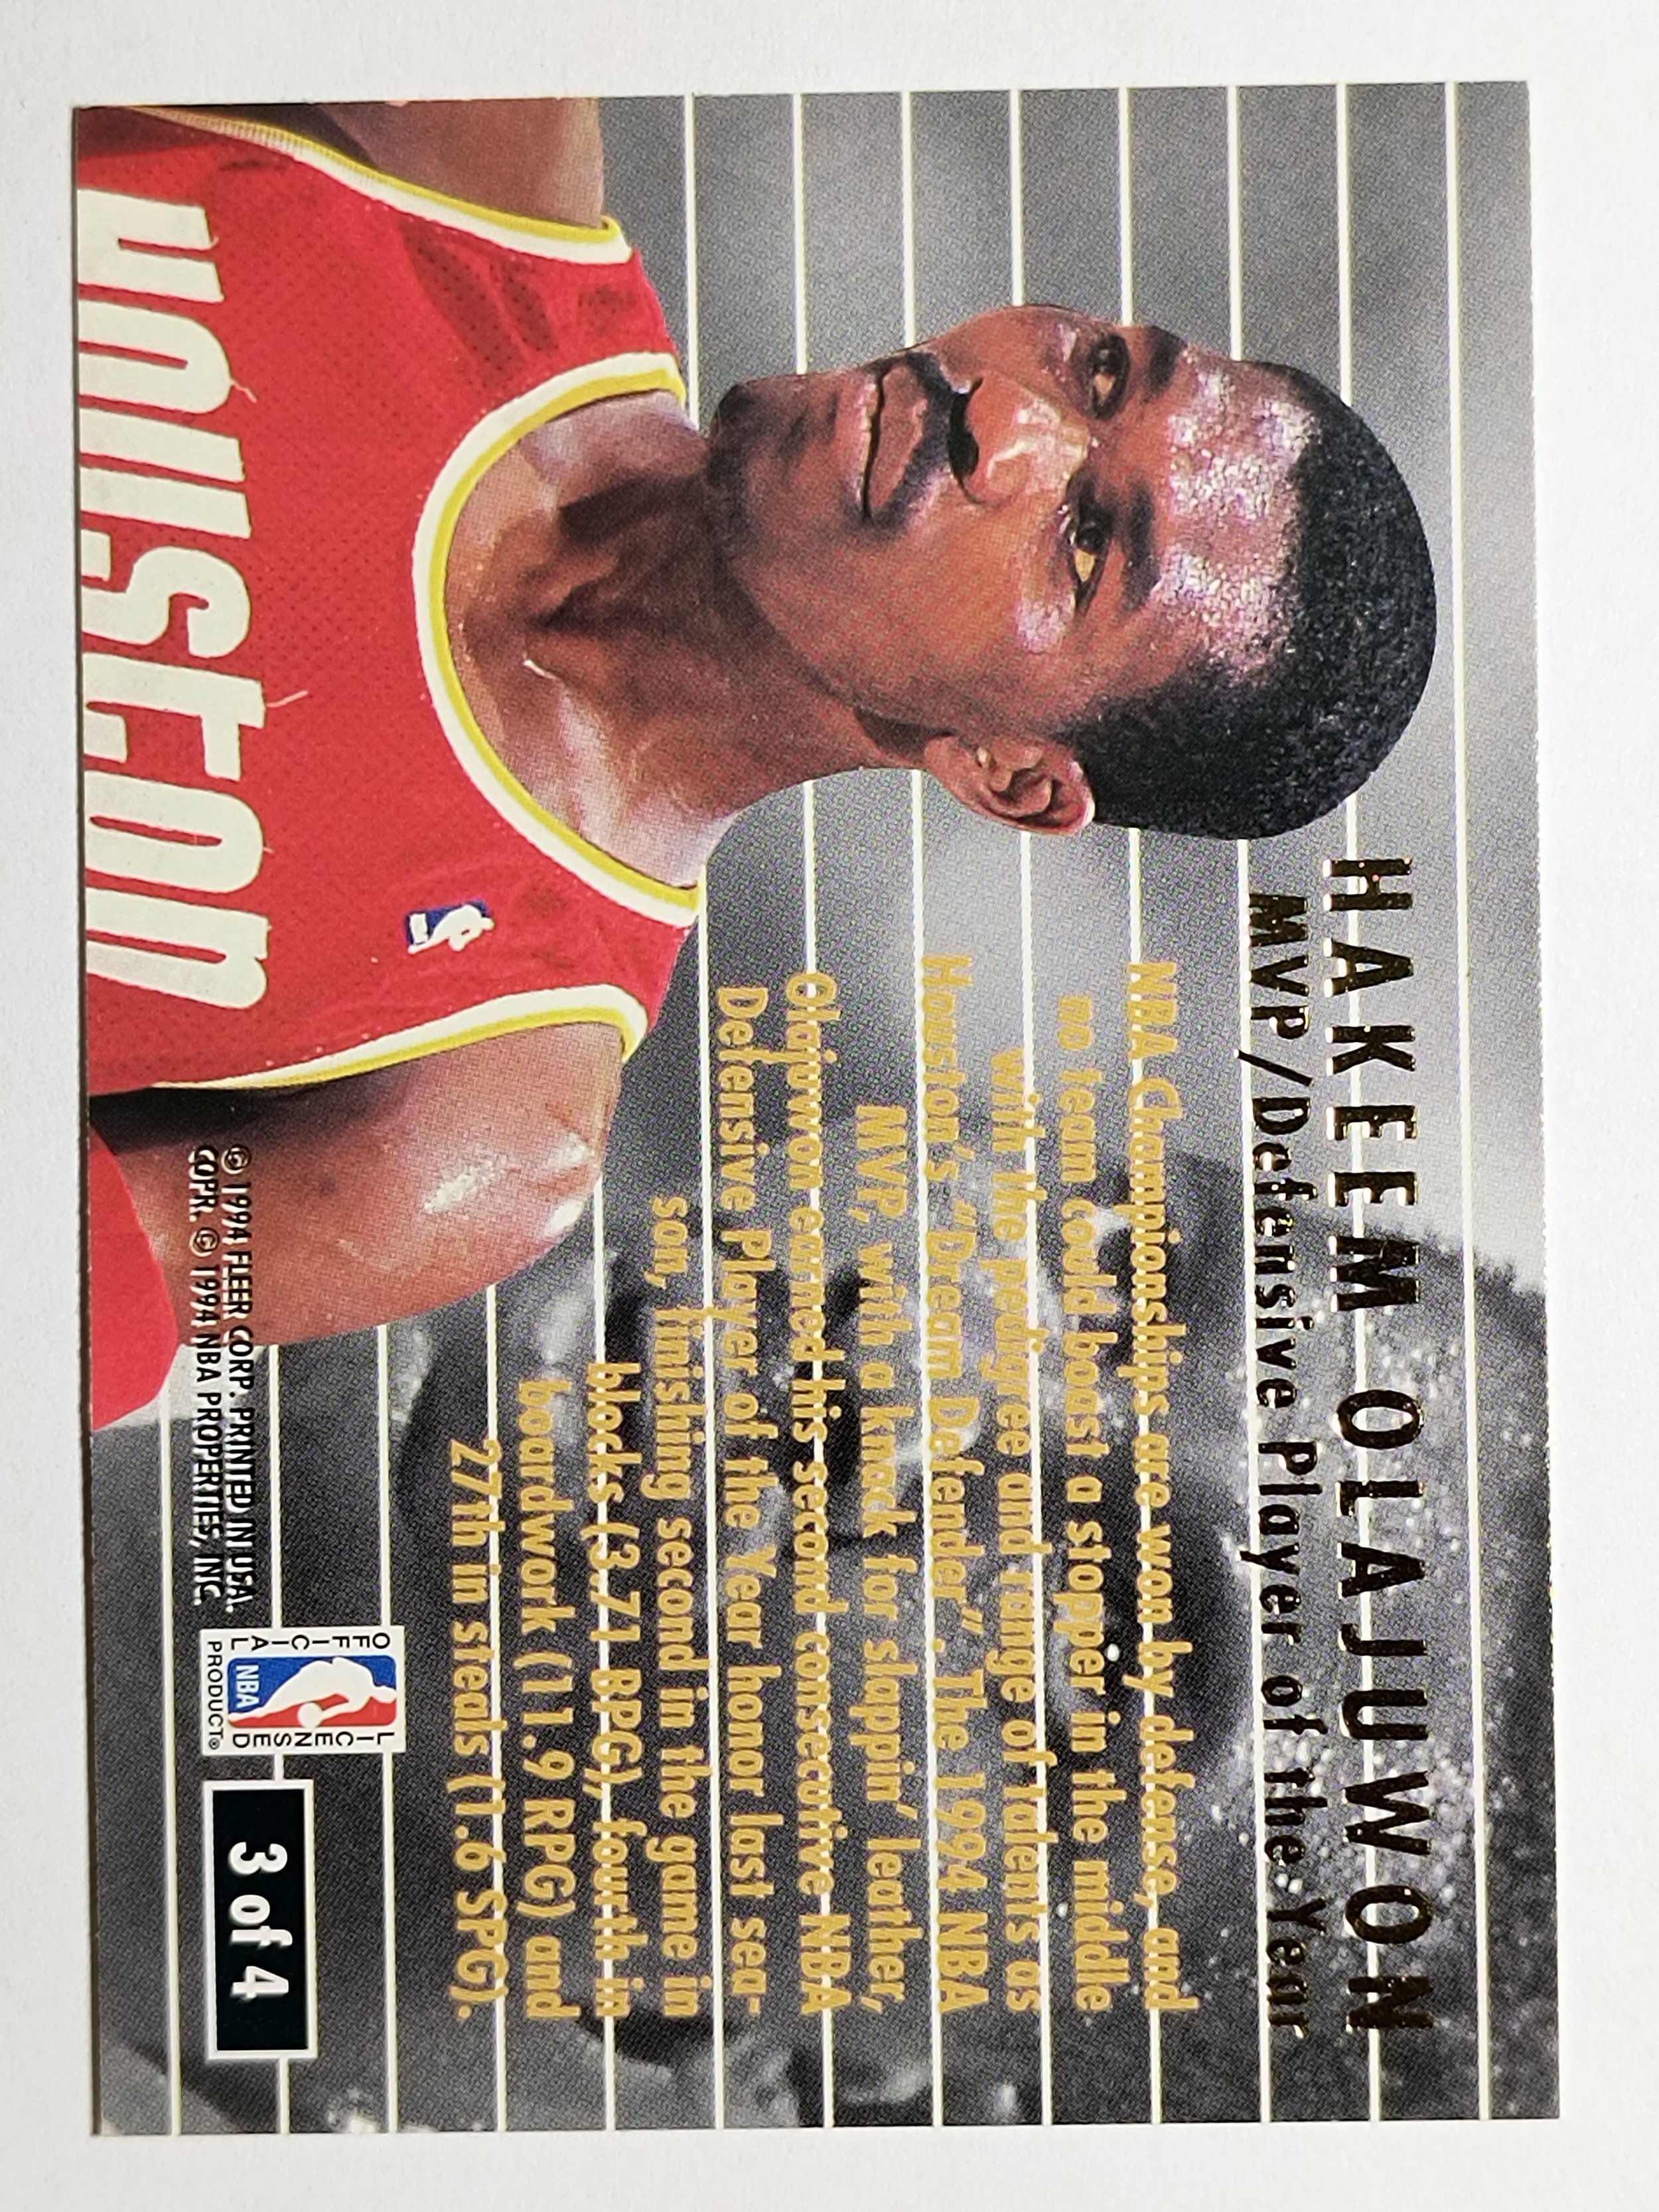 HAKEEM OLAJUWON
MVP/Defensive Player of the Year
NBA Championships are won by defense, and
no team could boast a stopper in the middle
with the pedigree and range of talents as
Houston's "Dream Defender". The 1994 NBA
MVP, with a knack for slappin' leather,
Olajuwon earned his second consecutive NBA
Defensive Player of the Year honor last sea-
son, finishing second in the game in
blocks (3.71 BPG), fourth in
boardwork (11.9 RPG) and
27th in steals (1.6 SPG).
HOUSTON
© 1994 FLEER CORP. PRINTED IN USA.
COPR. © 1994 NBA PROPERTIES, INC.
OFFICIAL LICENSED
NBA
PRODUCT®
3 of 4